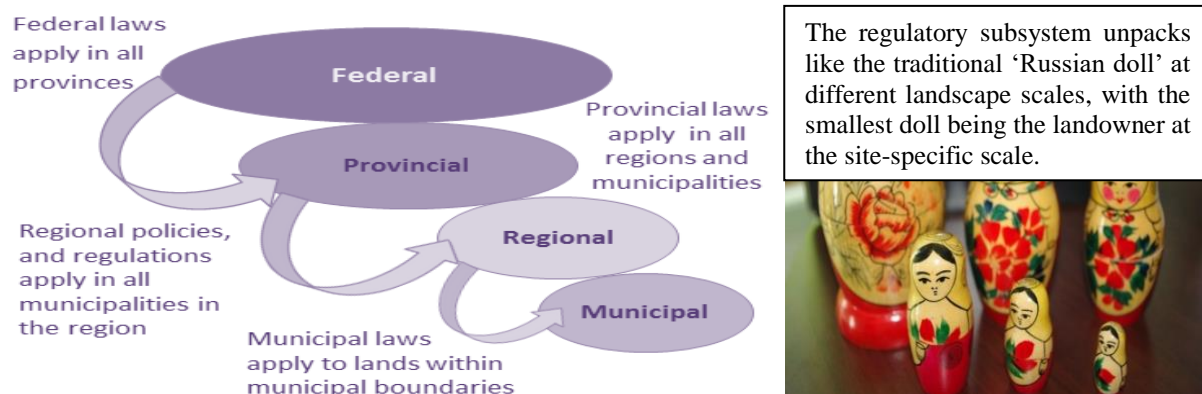 Federal laws
apply in all
provinces
Federal
Provincial laws
apply in all
regions and
municipalities
Provincial
Regional policies,
and regulations
apply in all
municipalities in
the region
Regional
Municipal
Municipal laws
apply to lands within
municipal boundaries
The regulatory subsystem unpacks
like the traditional ‘Russian doll’ at
different landscape scales, with the
smallest doll being the landowner at
the site-specific scale.